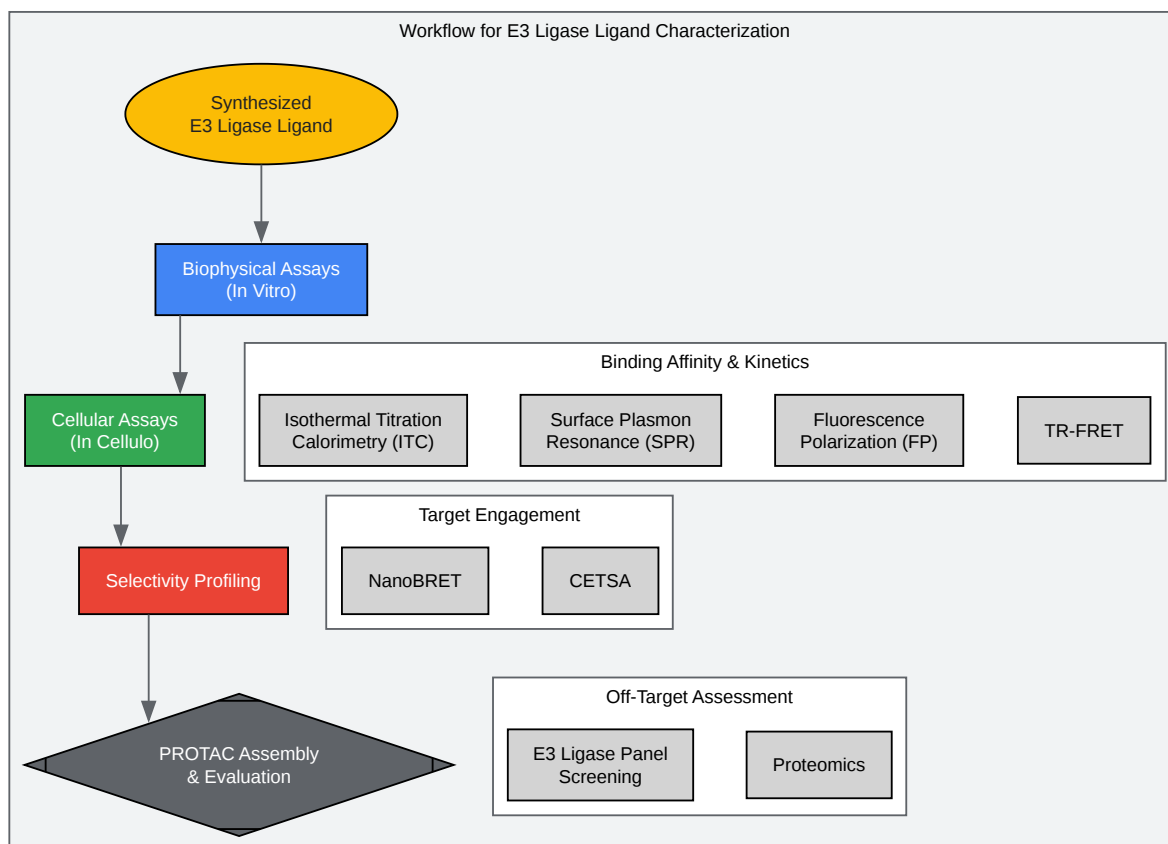 Workflow for E3 Ligase Ligand Characterization
Synthesized
E3 Ligase Ligand
Biophysical Assays
(In Vitro)
Binding Affinity & Kinetics
Cellular Assays
(In Cellulo)
Isothermal Titration
Calorimetry (ITC)
Surface Plasmon
Resonance (SPR)
Fluorescence
Polarization (FP)
TR-FRET
Target Engagement
Selectivity Profiling
NanoBRET
CETSA
Off-Target Assessment
PROTAC Assembly
& Evaluation
E3 Ligase Panel
Screening
Proteomics